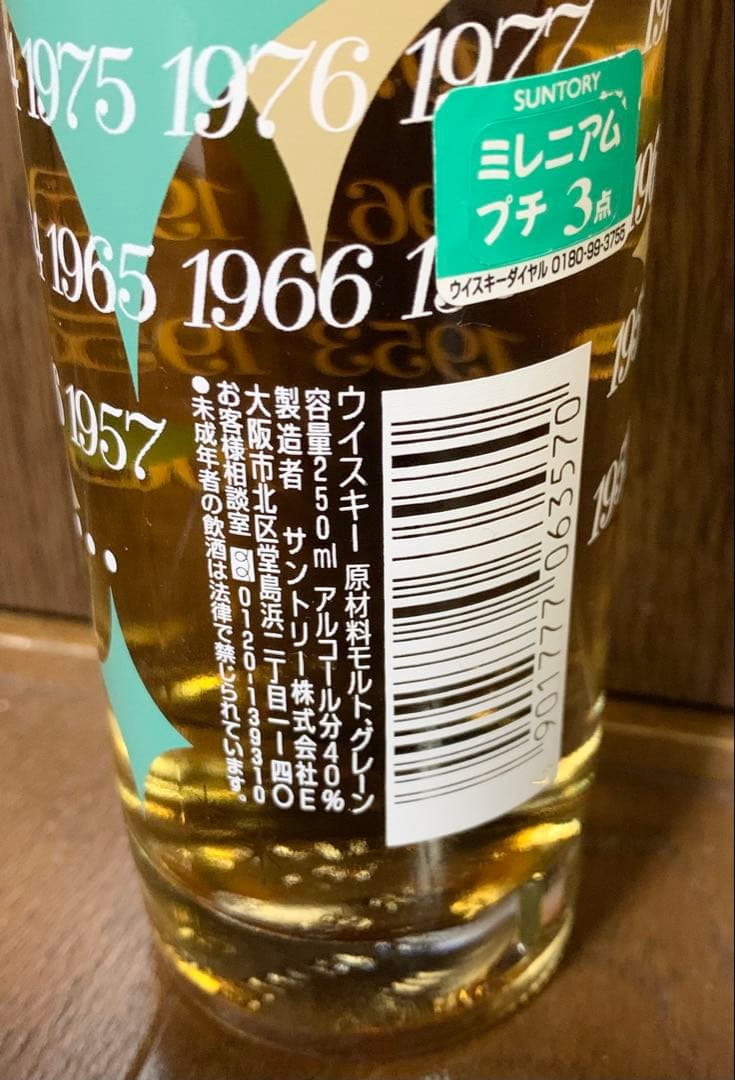 1975 1976 1977
SUNTORY
ミレニアム
プチ 3点
ウイスキーダイヤル 0180-99-3755
1965 1966
1957
1953
ウイスキー 原材料モルト、グレーン
容量250ml アルコール分40%
製造者 サントリー株式会社E
大阪市北区堂島浜二丁目一ー四〇
お客様相談室 0120-139310
●未成年者の飲酒は法律で禁じられています。
4901777063570